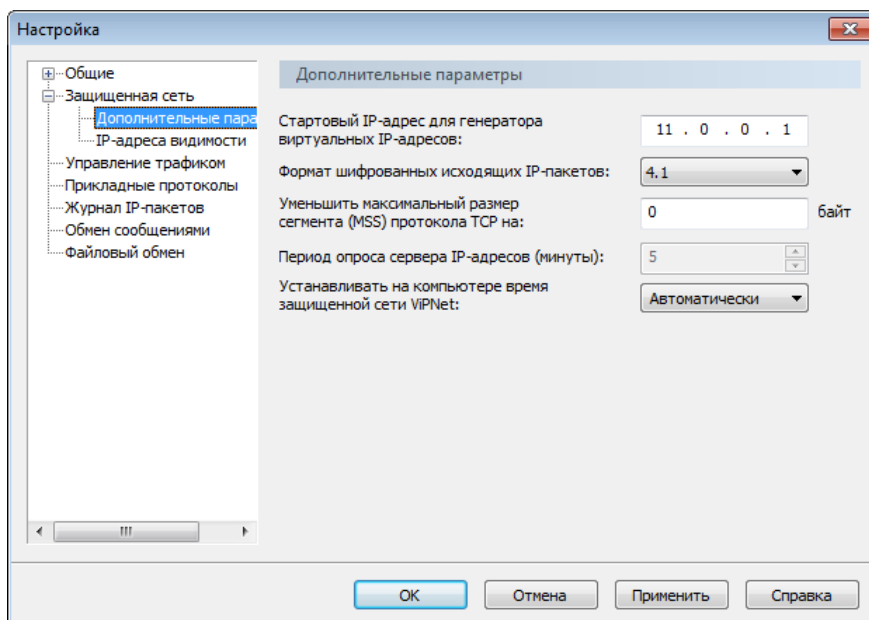 Настройка
Общие
Защищенная сеть
Дополнительные пара
IP-адреса видимости
Управление трафиком
Прикладные протоколы
Журнал IP-пакетов
Обмен сообщениями
Файловый обмен
Дополнительные параметры
Стартовый IP-адрес для генератора
виртуальных IP-адресов:
11 . 0 . 0 . 1
Формат шифрованных исходящих IP-пакетов:
4.1
Уменьшить максимальный размер
сегмента (MSS) протокола TCP на:
0 байт
Период опроса сервера IP-адресов (минуты):
5
Устанавливать на компьютере время
защищенной сети ViPNet:
Автоматически
OK
Отмена
Применить
Справка